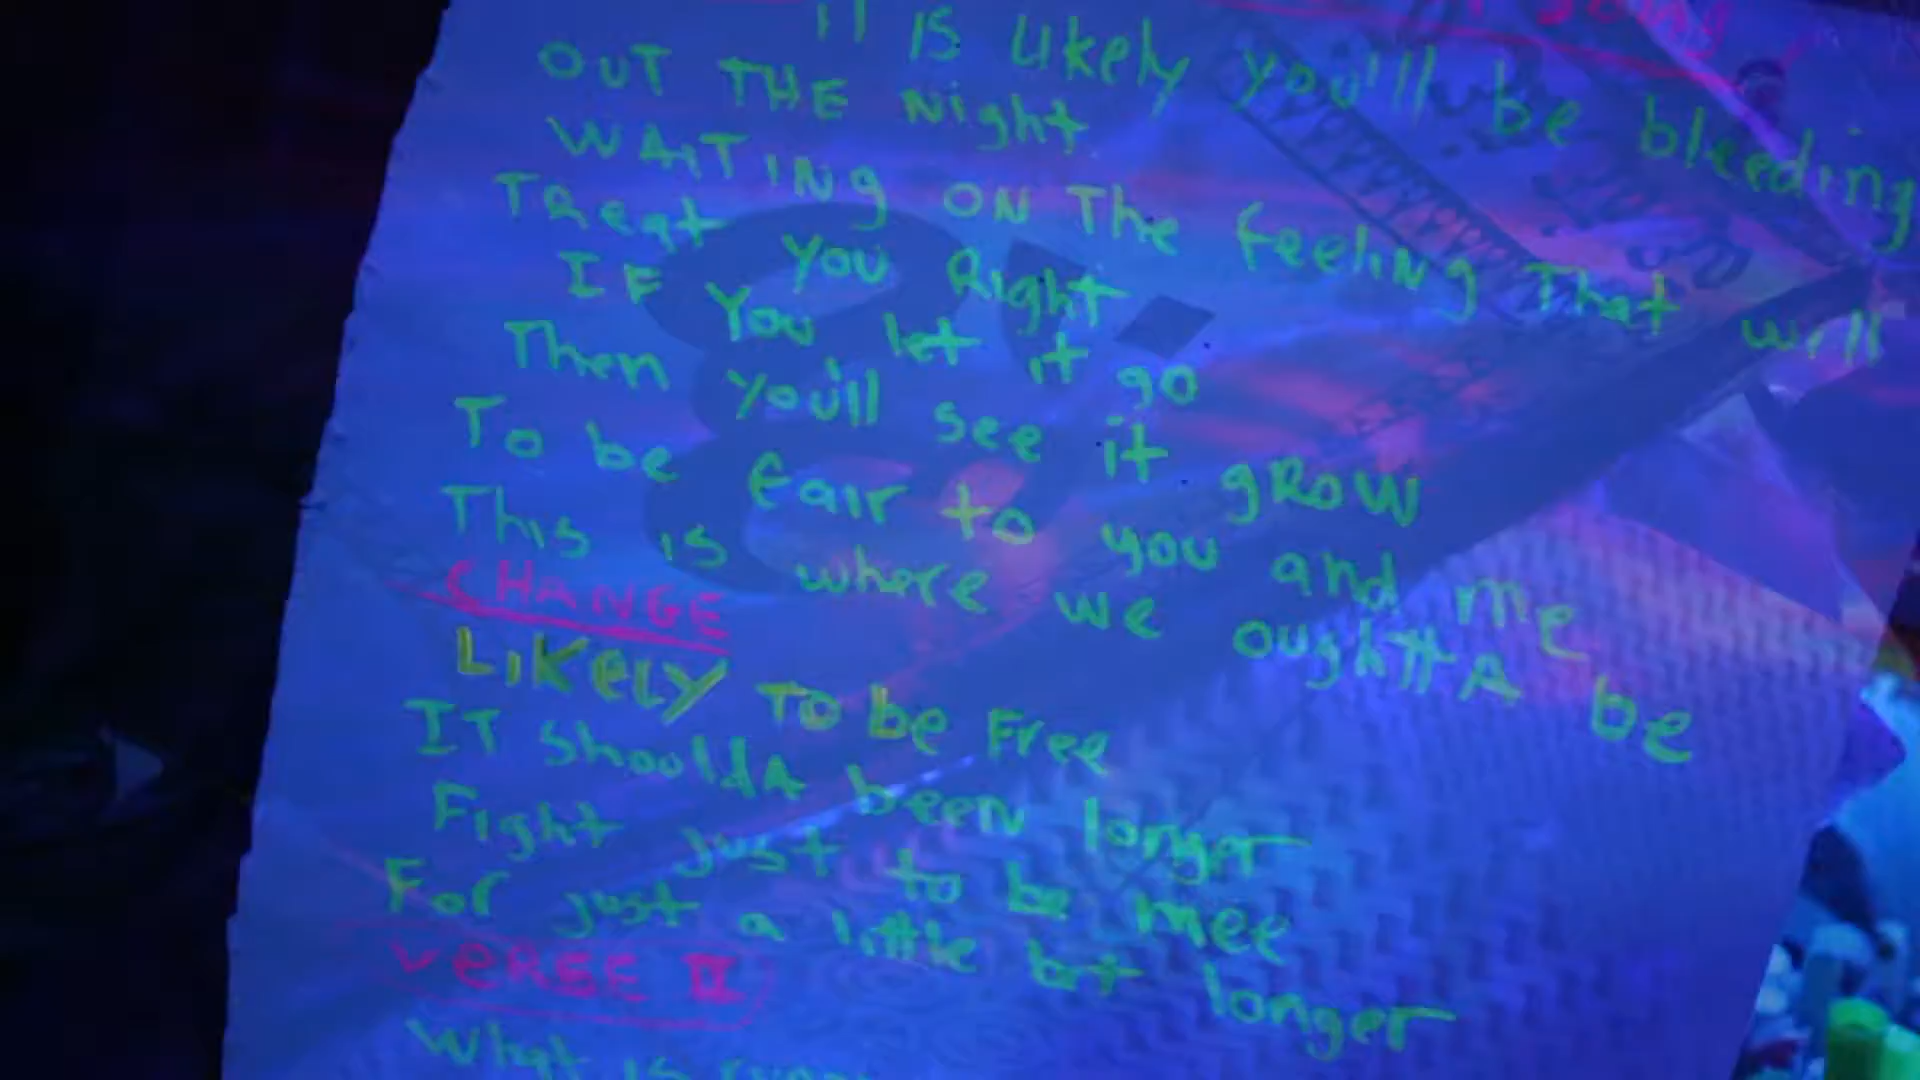 song
It is likely you'll be bleeding
OUT THE Night
WAITING ON The feeling That will
Treat you Right
IF You let it go
Then you'll see it gROW
To be fair to you and me
This is where we oughttA be
CHANGE
LIKELY TO be Free
IT shouldA been longer
Fight just to be mee
For just a little bit longer
VERSE II
What is